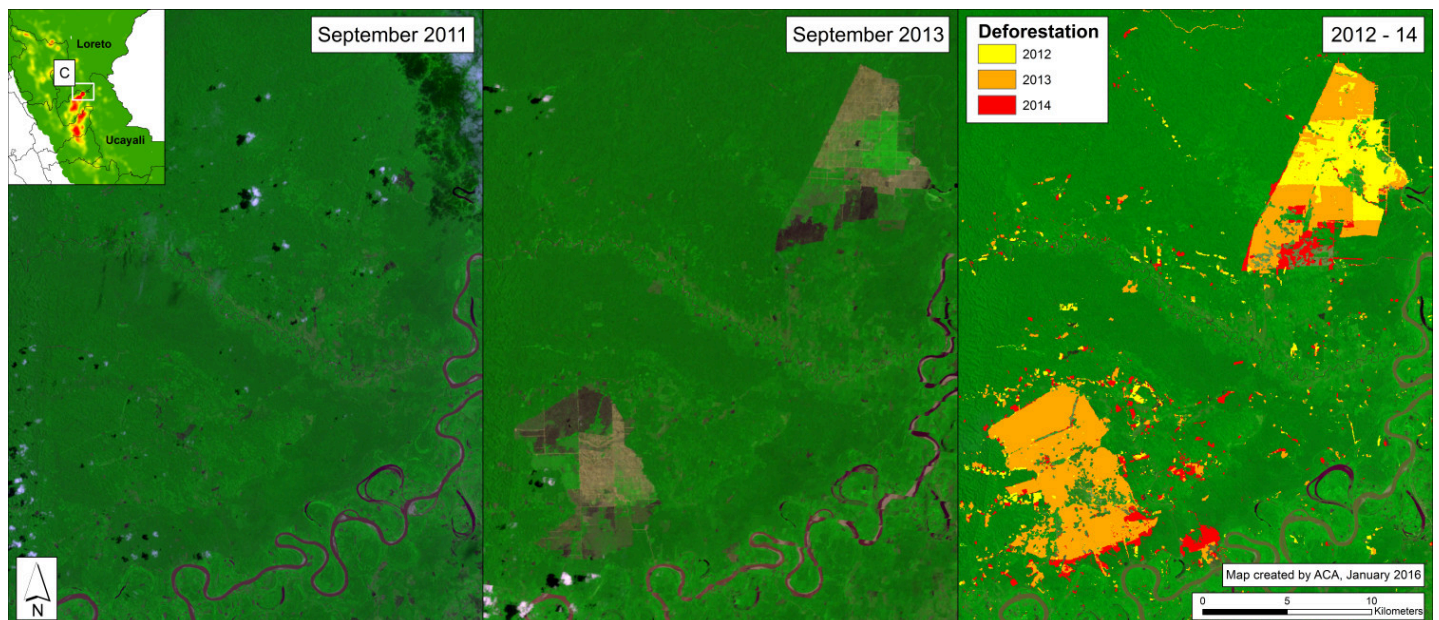 Loreto
C
Ucayali
N
September 2011
September 2013
Deforestation
2012
2013
2014
2012 - 14
Map created by ACA, January 2016
0 5 10
Kilometers